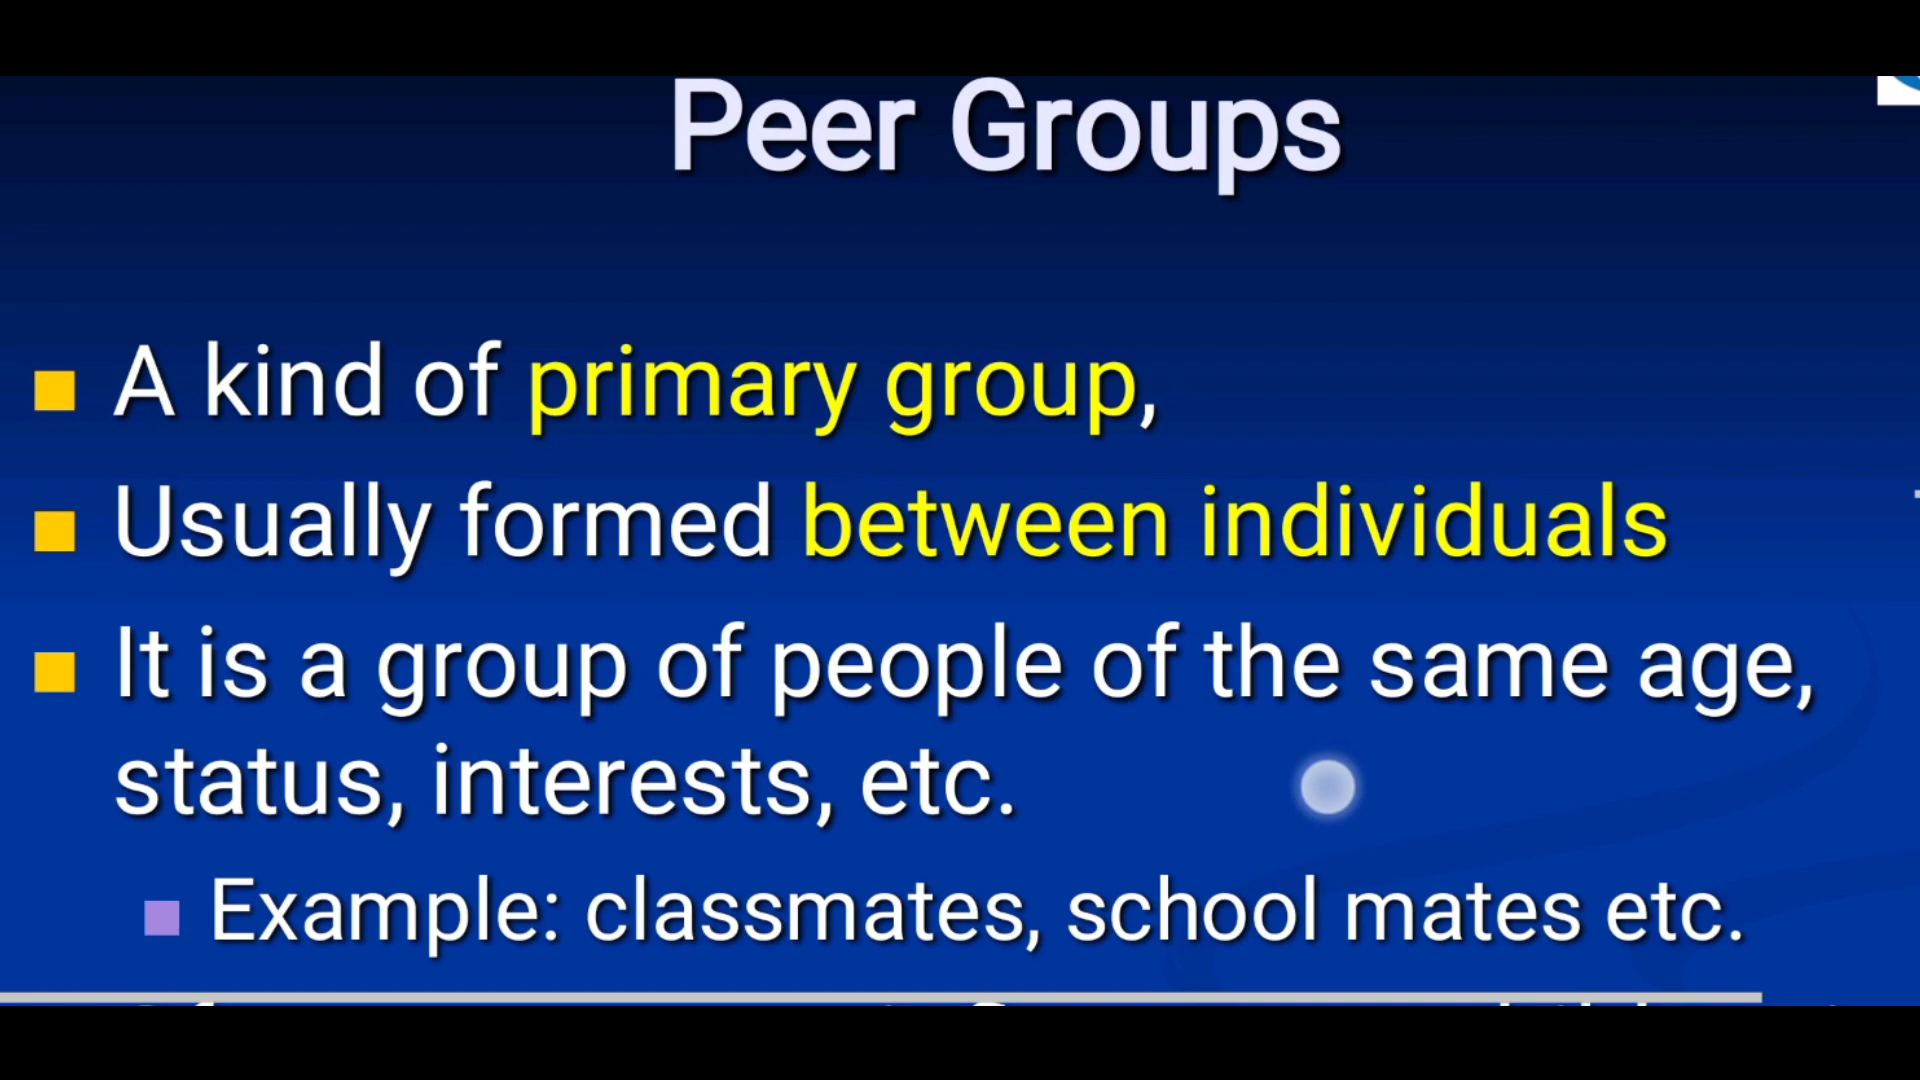 Peer Groups
A kind of primary group,
Usually formed between individuals
It is a group of people of the same age,
status, interests, etc.
Example: classmates, school mates etc.